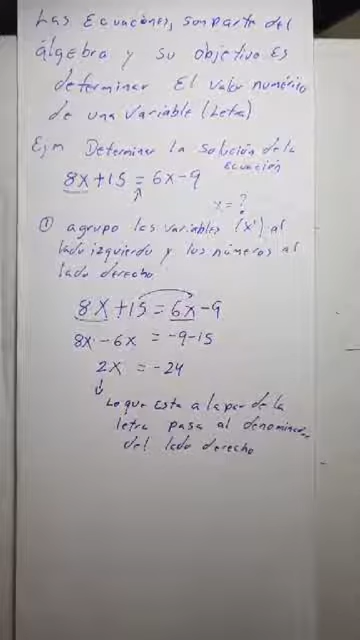 Las Ecuaciones, son parte del
álgebra y su objetivo Es
determinar El valor numérico
de una variable (Letra)
Ejm Determinar la solución de la
ecuación
8x + 15 = 6x - 9
↑
x = ?
① agrupo las variables (x) al
lado izquierdo y los números al
lado derecho
8x + 15 = 6x - 9
8x - 6x = -9 - 15
2x = -24
↓
Lo que Esta a la par de la
letra pasa al denominador
del lado derecho